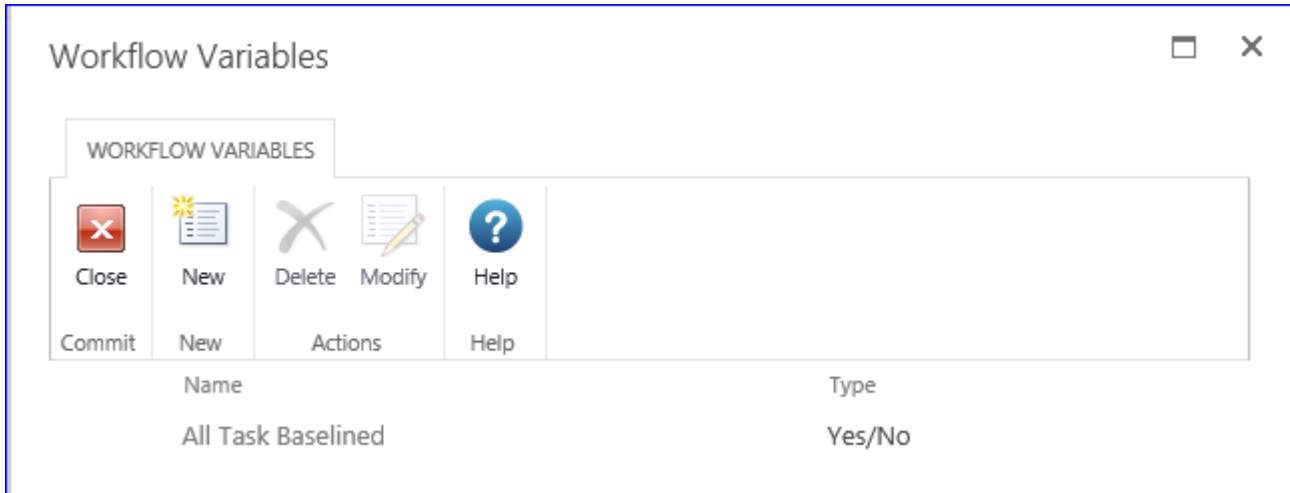 Workflow Variables
WORKFLOW VARIABLES
Close New Delete Modify Help
Commit New Actions Help
Name Type
All Task Baselined Yes/No